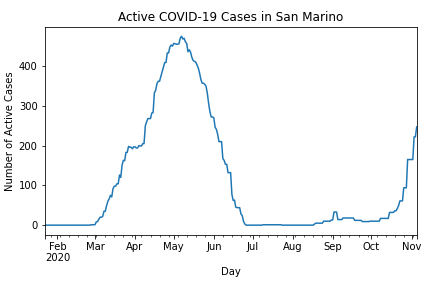 Active COVID-19 Cases in San Marino
Number of Active Cases
400
300
200
100
0
Feb Mar Apr May Jun Jul Aug Sep Oct Nov
2020
Day